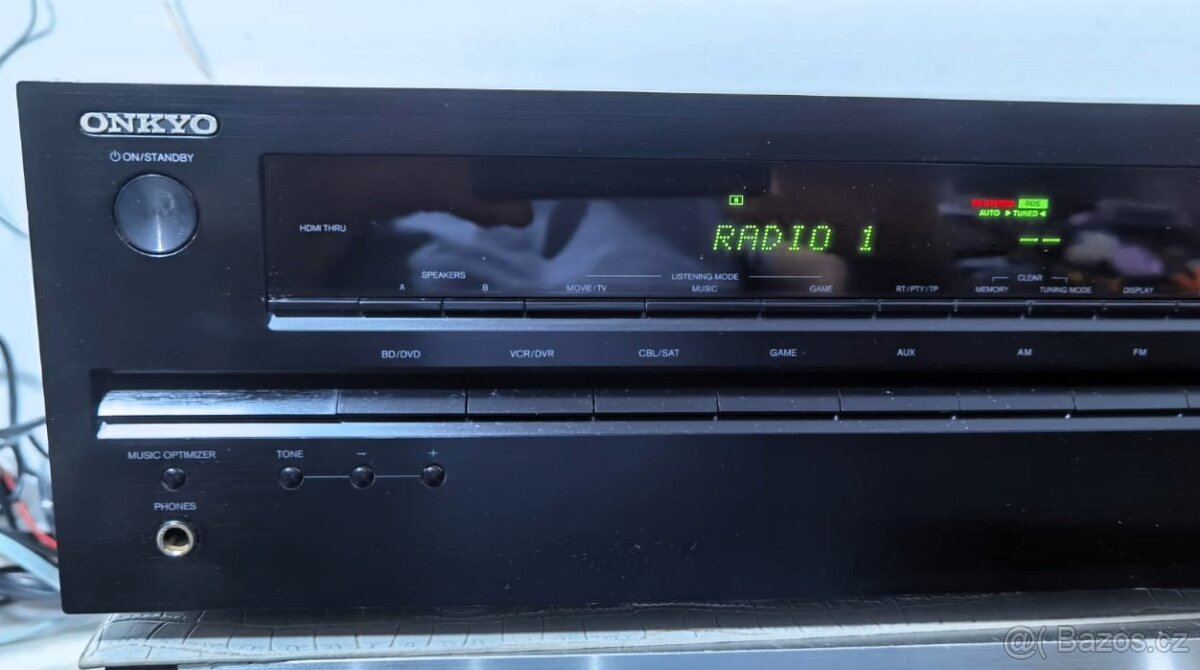 ONKYO
ON/STANDBY
HDMI THRU
RADIO 1
RDS
AUTO ▶TUNED◀
SPEAKERS
A B
LISTENING MODE
MOVIE/TV MUSIC GAME
RT/PTY/TP
CLEAR
MEMORY TUNING MODE
DISPLAY
BD/DVD VCR/DVR CBL/SAT GAME AUX AM FM
MUSIC OPTIMIZER
TONE − +
PHONES
@( Bazos.cz